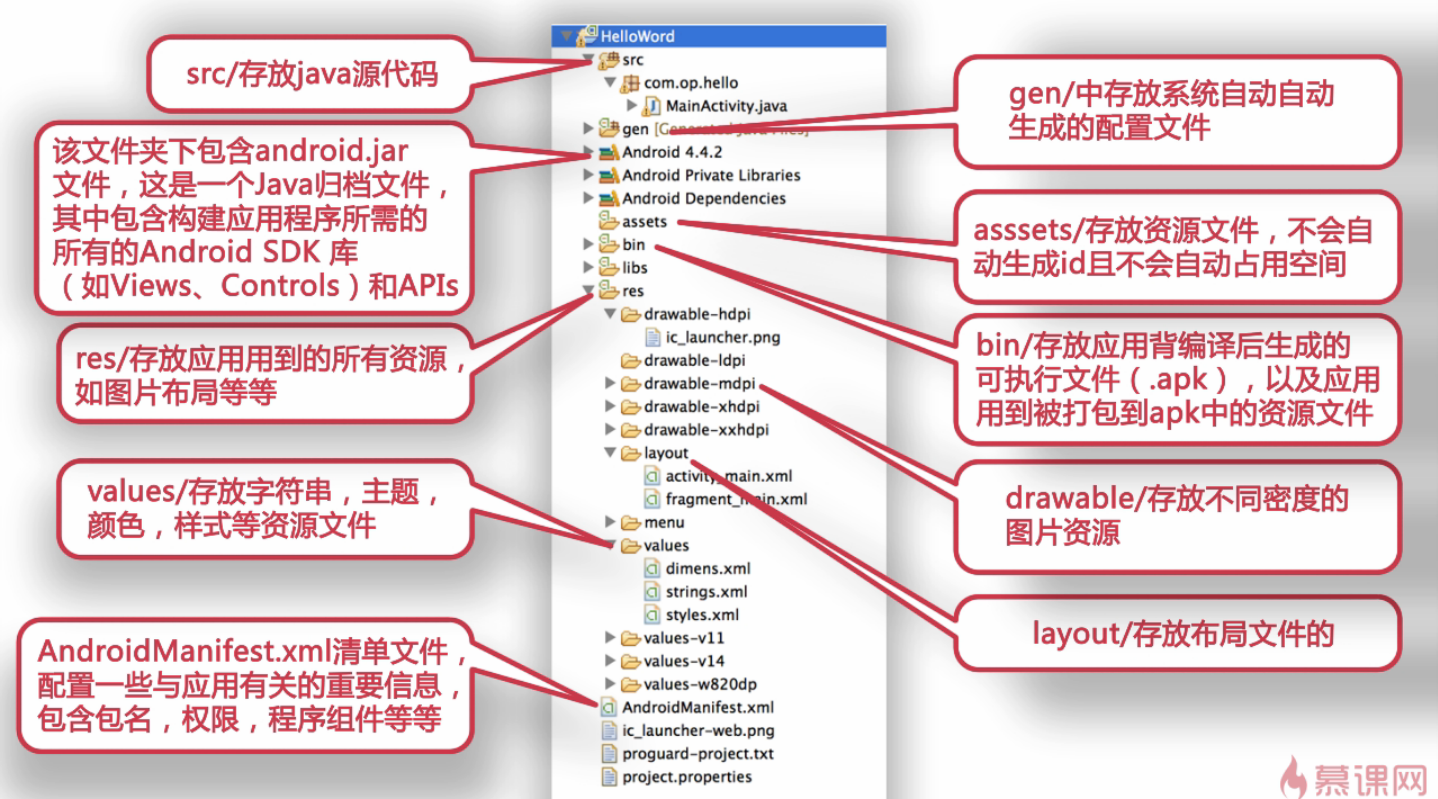 HelloWord
src
com.op.hello
MainActivity.java
gen [Generated Java Files]
Android 4.4.2
Android Private Libraries
Android Dependencies
assets
bin
libs
res
drawable-hdpi
ic_launcher.png
drawable-ldpi
drawable-mdpi
drawable-xhdpi
drawable-xxhdpi
layout
activity_main.xml
fragment_main.xml
menu
values
dimens.xml
strings.xml
styles.xml
values-v11
values-v14
values-w820dp
AndroidManifest.xml
ic_launcher-web.png
proguard-project.txt
project.properties
src/存放java源代码
该文件夹下包含android.jar
文件，这是一个Java归档文件，
其中包含构建应用程序所需的
所有的Android SDK 库
（如Views、Controls）和APIs
res/存放应用用到的所有资源，
如图片布局等等
values/存放字符串，主题，
颜色，样式等资源文件
AndroidManifest.xml清单文件，
配置一些与应用有关的重要信息，
包含包名，权限，程序组件等等
gen/中存放系统自动自动
生成的配置文件
asssets/存放资源文件，不会自
动生成id且不会自动占用空间
bin/存放应用背编译后生成的
可执行文件（.apk），以及应用
用到被打包到apk中的资源文件
drawable/存放不同密度的
图片资源
layout/存放布局文件的
慕课网